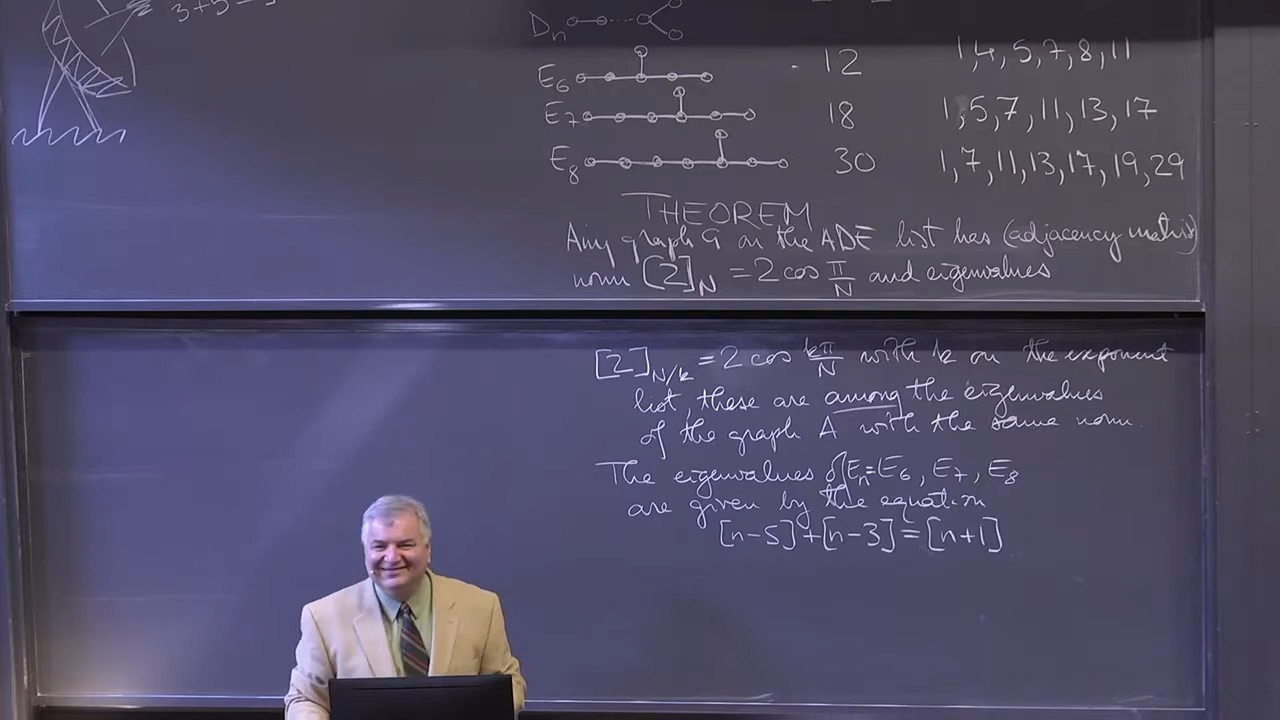 3+5=
Dn
E6 12 1,4,5,7,8,11
E7 18 1,5,7,11,13,17
E8 30 1,7,11,13,17,19,29
THEOREM
Any graph G on the ADE list has (adjacency matrix)
norm [2]N = 2 cos π/N and eigenvalues
[2]N/k = 2 cos kπ/N with k on the exponent
list, these are among the eigenvalues
of the graph A with the same norm.
The eigenvalues of En=E6, E7, E8
are given by the equation
[n-5]+[n-3]=[n+1]